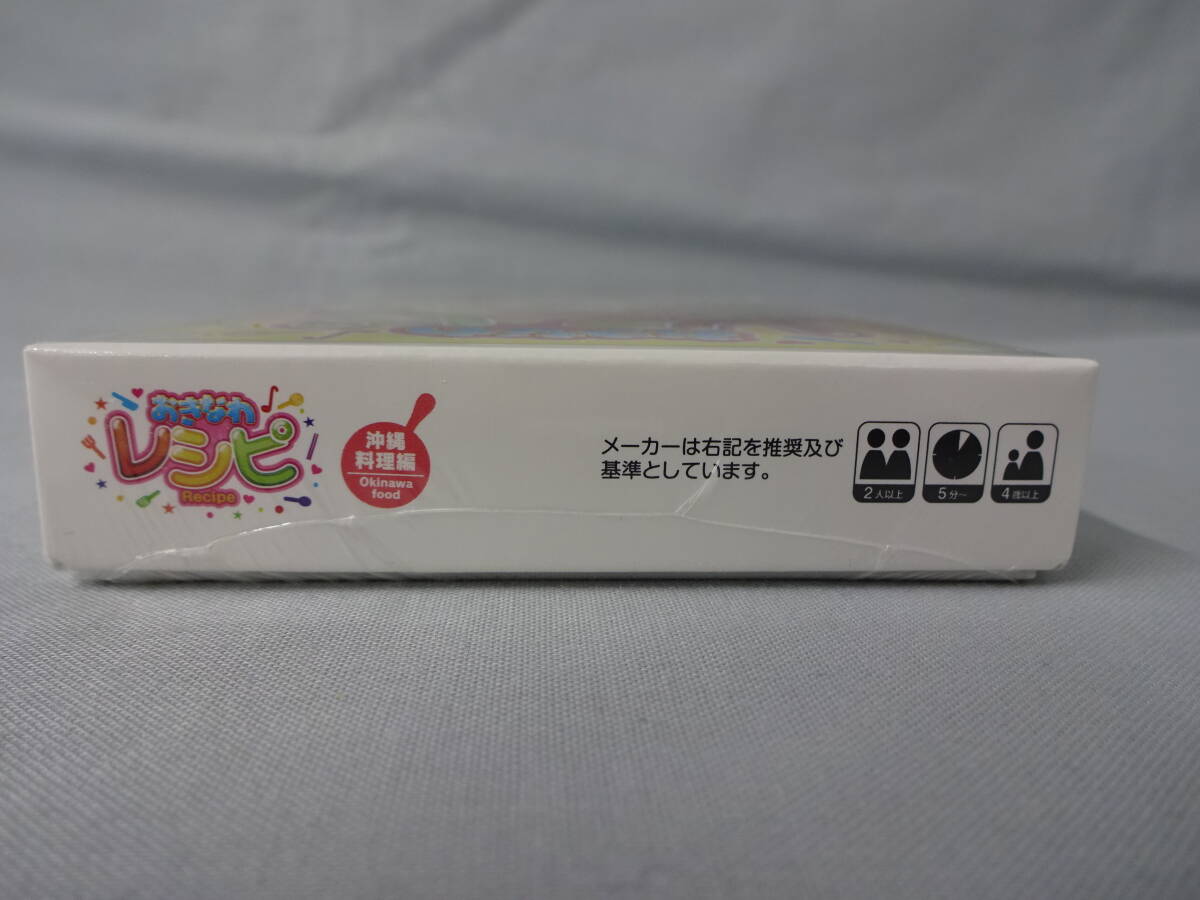 おきなわ
レシピ
Recipe
沖縄
料理編
Okinawa
food
メーカーは右記を推奨及び
基準としています。
2人以上
5分～
4歳以上